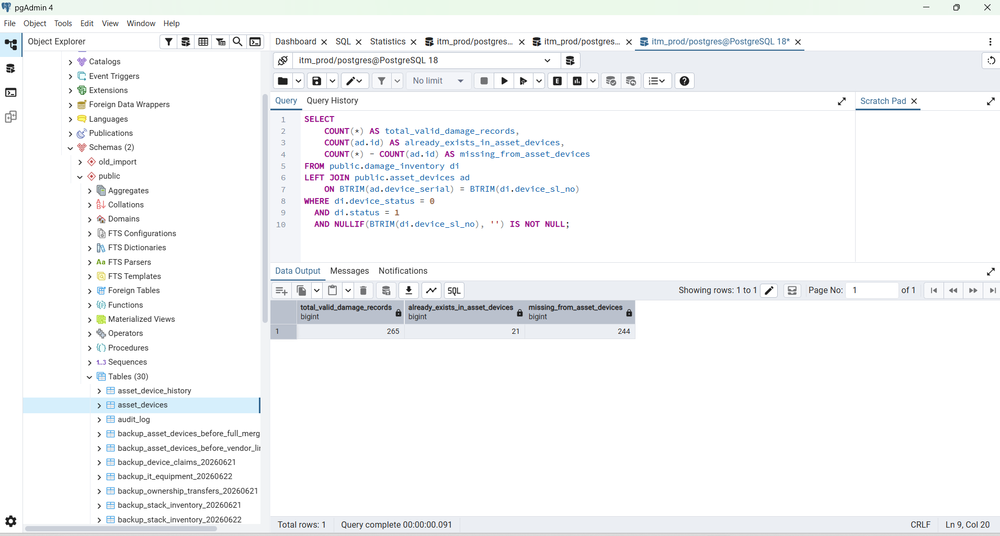 pgAdmin 4
File Object Tools Edit View Window Help
Object Explorer
Dashboard SQL Statistics itm_prod/postgres... itm_prod/postgres... itm_prod/postgres@PostgreSQL 18*
itm_prod/postgres@PostgreSQL 18
No limit
E
Query Query History
Scratch Pad
Catalogs
Event Triggers
Extensions
Foreign Data Wrappers
Languages
Publications
Schemas (2)
old_import
public
Aggregates
Collations
Domains
FTS Configurations
FTS Dictionaries
Aa FTS Parsers
FTS Templates
Foreign Tables
Functions
Materialized Views
Operators
Procedures
1..3 Sequences
Tables (30)
asset_device_history
asset_devices
audit_log
backup_asset_devices_before_full_merg
backup_asset_devices_before_vendor_lin
backup_device_claims_20260621
backup_it_equipment_20260622
backup_ownership_transfers_20260621
backup_stack_inventory_20260621
backup_stack_inventory_20260622
1 SELECT
2 COUNT(*) AS total_valid_damage_records,
3 COUNT(ad.id) AS already_exists_in_asset_devices,
4 COUNT(*) - COUNT(ad.id) AS missing_from_asset_devices
5 FROM public.damage_inventory di
6 LEFT JOIN public.asset_devices ad
7 ON BTRIM(ad.device_serial) = BTRIM(di.device_sl_no)
8 WHERE di.device_status = 0
9 AND di.status = 1
10 AND NULLIF(BTRIM(di.device_sl_no), '') IS NOT NULL;
Data Output Messages Notifications
SQL
Showing rows: 1 to 1
Page No: 1 of 1
total_valid_damage_records already_exists_in_asset_devices missing_from_asset_devices
bigint bigint bigint
1 265 21 244
Total rows: 1 Query complete 00:00:00.091
CRLF Ln 9, Col 20